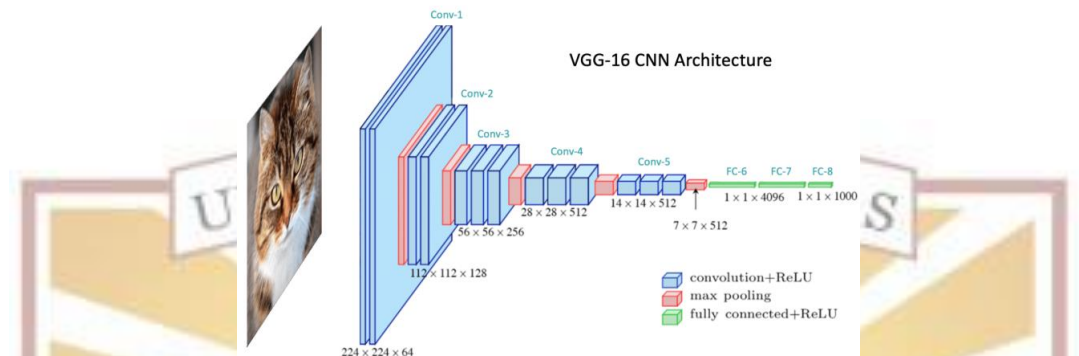 Conv-1
VGG-16 CNN Architecture
Conv-2
Conv-3
Conv-4
Conv-5
FC-6 FC-7 FC-8
1 × 1 × 4096 1 × 1 × 1000
14 × 14 × 512
28 × 28 × 512
7 × 7 × 512
56 × 56 × 256
112 × 112 × 128
convolution+ReLU
max pooling
fully connected+ReLU
224 × 224 × 64
U
S